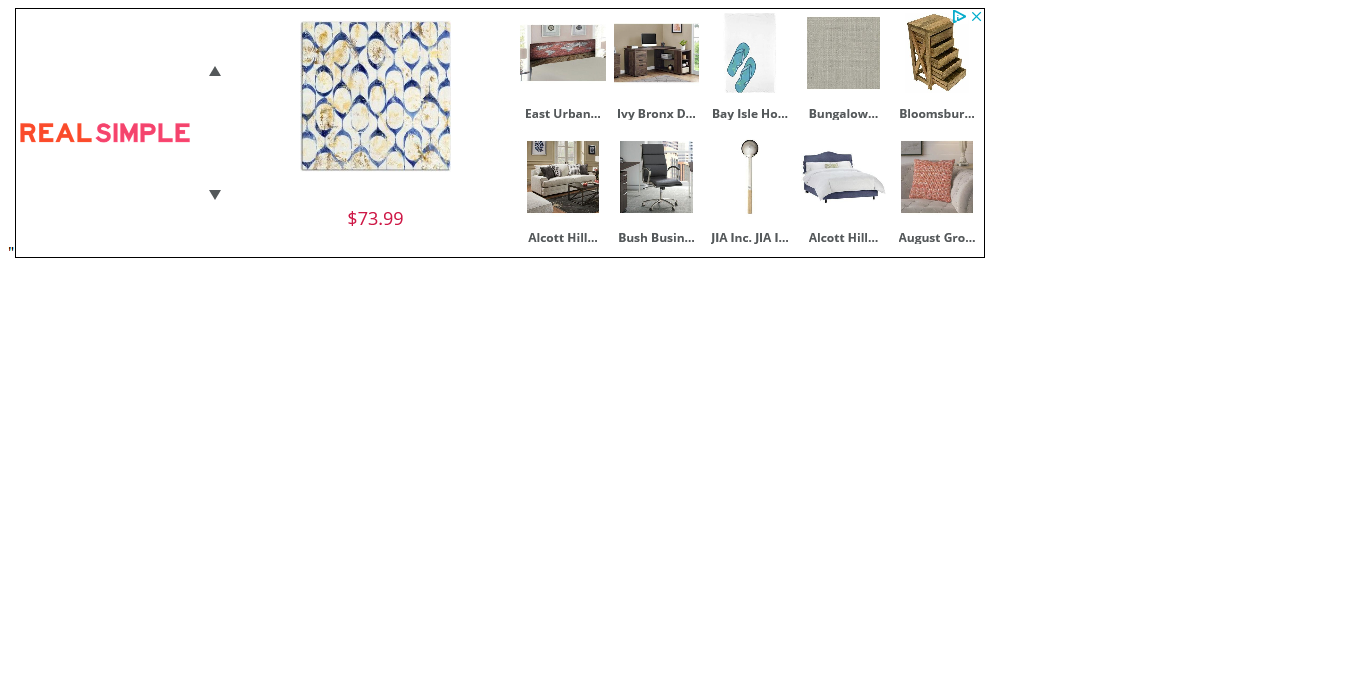 REAL SIMPLE
$73.99
East Urban...
Ivy Bronx D...
Bay Isle Ho...
Bungalow...
Bloomsbur...
Alcott Hill...
Bush Busin...
JIA Inc. JIA I...
Alcott Hill...
August Gro...
"